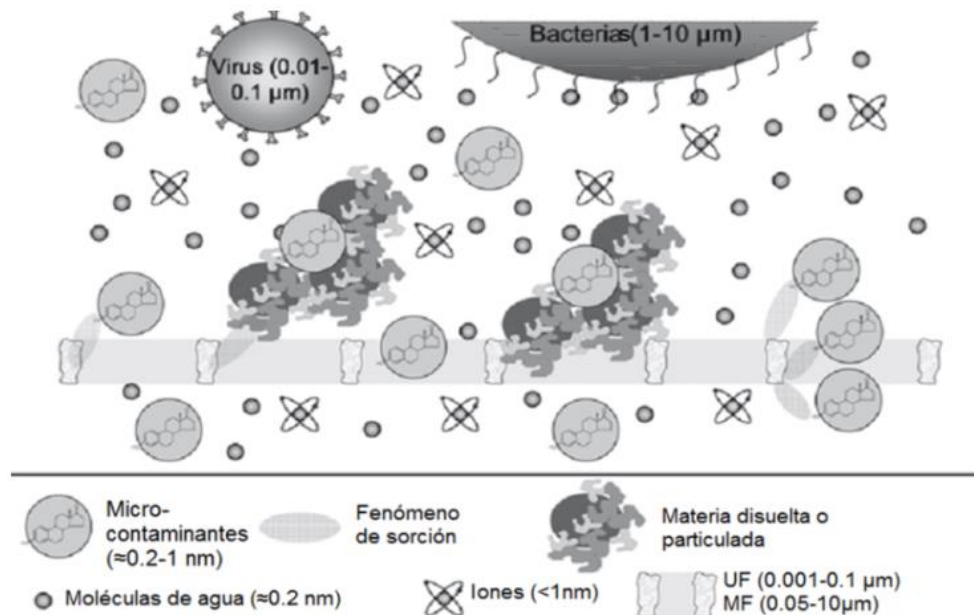 Virus (0.01-
0.1 µm)
Bacterias(1-10 µm)
Micro-
contaminantes
(≈0.2-1 nm)
Fenómeno
de sorción
Materia disuelta o
particulada
Moléculas de agua (≈0.2 nm)
Iones (<1nm)
UF (0.001-0.1 µm)
MF (0.05-10µm)